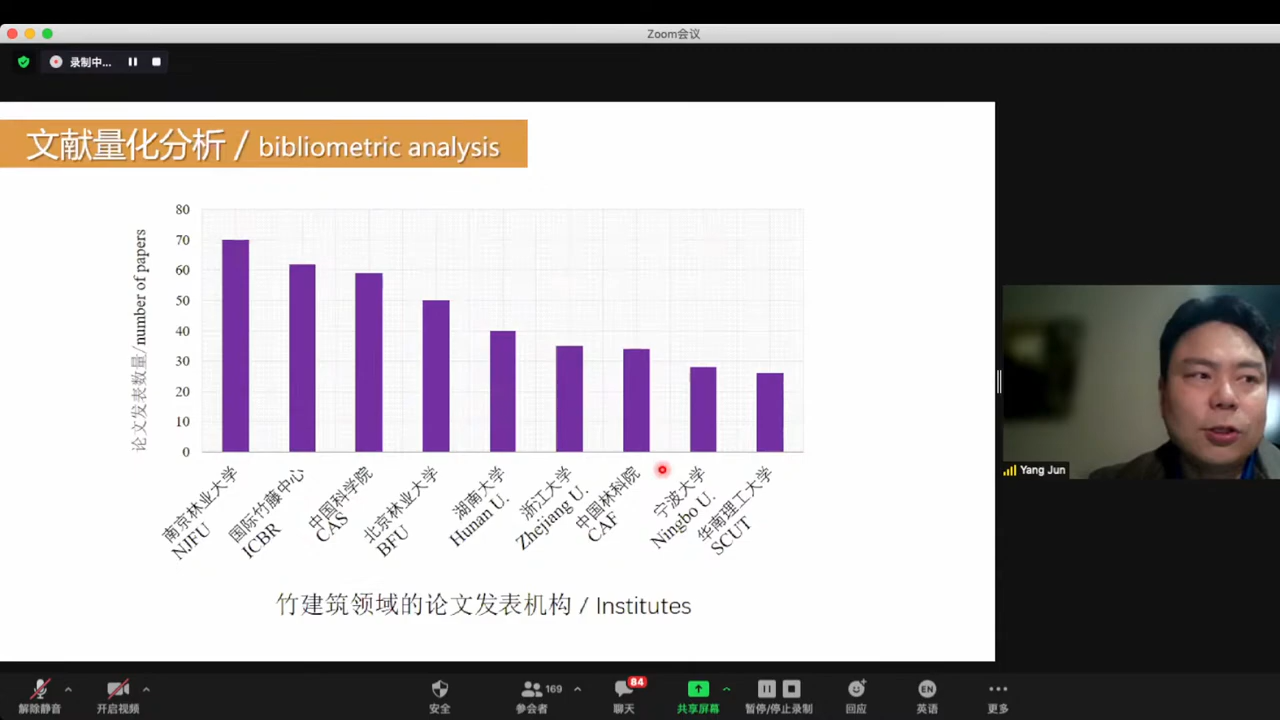 Zoom会议
录制中...
文献量化分析 / bibliometric analysis
论文发表数量/number of papers
80
70
60
50
40
30
20
10
0
南京林业大学
NJFU
国际竹藤中心
ICBR
中国科学院
CAS
北京林业大学
BFU
湖南大学
Hunan U.
浙江大学
Zhejiang U.
中国林科院
CAF
宁波大学
Ningbo U.
华南理工大学
SCUT
竹建筑领域的论文发表机构 / Institutes
Yang Jun
解除静音
开启视频
安全
169
参会者
84
聊天
共享屏幕
暂停/停止录制
回应
EN
英语
更多